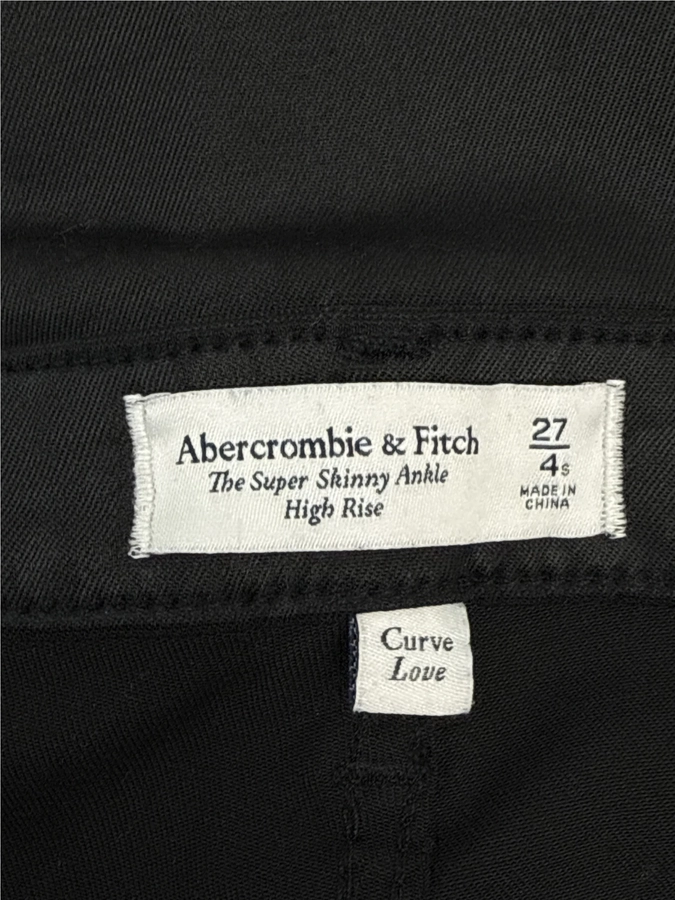 Abercrombie & Fitch
The Super Skinny Ankle
High Rise
27
4s
MADE IN
CHINA
Curve
Love